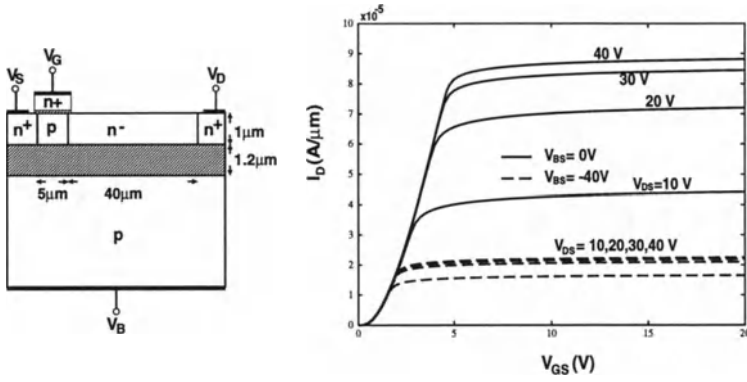 V_G
V_S
V_D
n+
n⁺
p
n⁻
n⁺
1μm
1.2μm
5μm
40μm
p
V_B
I_D (A/μm)
10 x 10⁻⁵
9
8
7
6
5
4
3
2
1
0
40 V
30 V
20 V
V_BS = 0V
V_BS = -40V
V_DS = 10 V
V_DS = 10,20,30,40 V
0
5
10
15
20
V_GS (V)